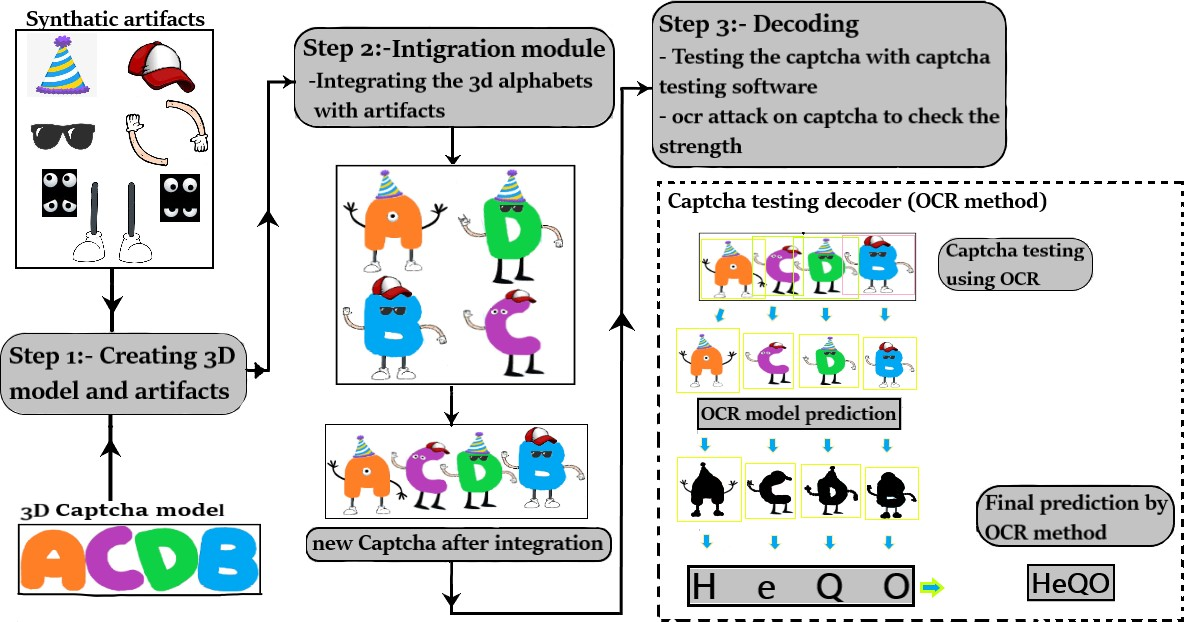 Synthatic artifacts
Step 1:- Creating 3D
model and artifacts
3D Captcha model
ACDB
Step 2:-Intigration module
-Integrating the 3d alphabets
with artifacts
A D
B C
A C D B
new Captcha after integration
Step 3:- Decoding
- Testing the captcha with captcha
testing software
- ocr attack on captcha to check the
strength
Captcha testing decoder (OCR method)
A C D B
Captcha testing
using OCR
A C D B
OCR model prediction
A C D B
Final prediction by
OCR method
H e Q O
HeQO